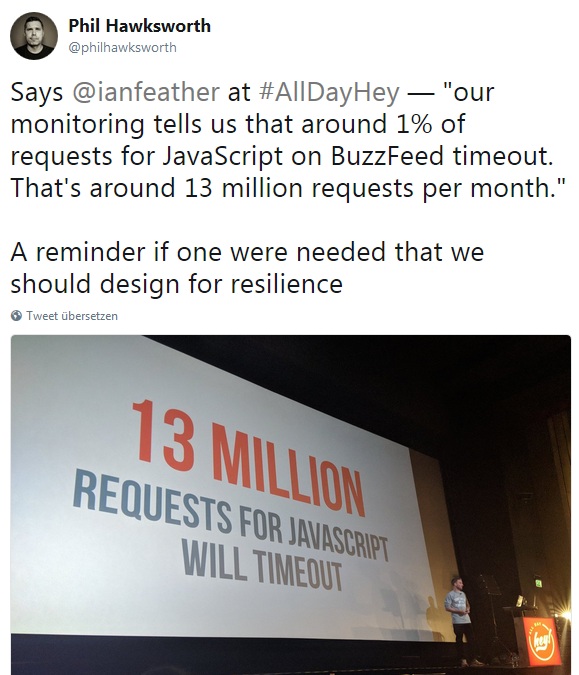 Phil Hawksworth
@philhawksworth
Says @ianfeather at #AllDayHey — "our
monitoring tells us that around 1% of
requests for JavaScript on BuzzFeed timeout.
That's around 13 million requests per month."
A reminder if one were needed that we
should design for resilience
Tweet übersetzen
13 MILLION
REQUESTS FOR JAVASCRIPT
WILL TIMEOUT
hey!